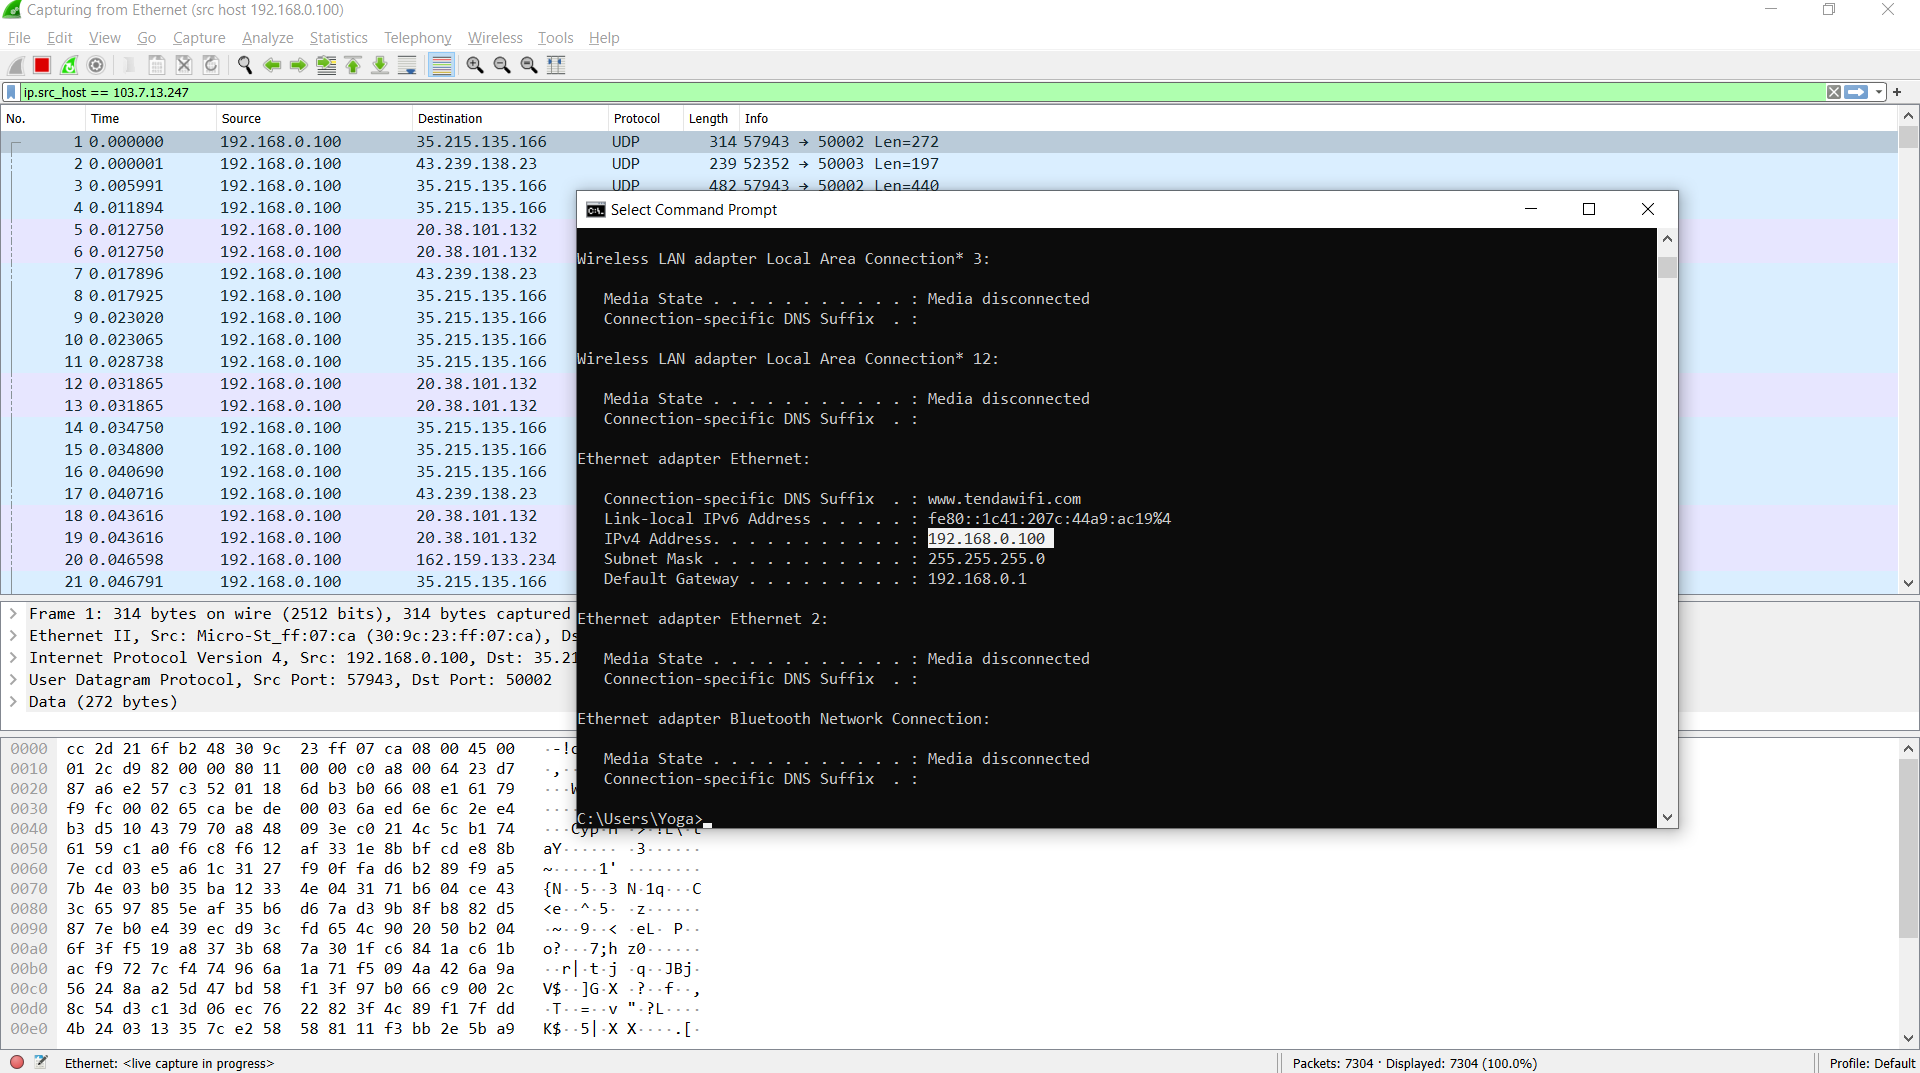 Capturing from Ethernet (src host 192.168.0.100)
File Edit View Go Capture Analyze Statistics Telephony Wireless Tools Help
ip.src_host == 103.7.13.247
No. Time Source Destination Protocol Length Info
1 0.000000 192.168.0.100 35.215.135.166 UDP 314 57943 → 50002 Len=272
2 0.000001 192.168.0.100 43.239.138.23 UDP 239 52352 → 50003 Len=197
3 0.005991 192.168.0.100 35.215.135.166 UDP 482 57943 → 50002 Len=440
4 0.011894 192.168.0.100 35.215.135.166
5 0.012750 192.168.0.100 20.38.101.132
6 0.012750 192.168.0.100 20.38.101.132
7 0.017896 192.168.0.100 43.239.138.23
8 0.017925 192.168.0.100 35.215.135.166
9 0.023020 192.168.0.100 35.215.135.166
10 0.023065 192.168.0.100 35.215.135.166
11 0.028738 192.168.0.100 35.215.135.166
12 0.031865 192.168.0.100 20.38.101.132
13 0.031865 192.168.0.100 20.38.101.132
14 0.034750 192.168.0.100 35.215.135.166
15 0.034800 192.168.0.100 35.215.135.166
16 0.040690 192.168.0.100 35.215.135.166
17 0.040716 192.168.0.100 43.239.138.23
18 0.043616 192.168.0.100 20.38.101.132
19 0.043616 192.168.0.100 20.38.101.132
20 0.046598 192.168.0.100 162.159.133.234
21 0.046791 192.168.0.100 35.215.135.166
Select Command Prompt
Wireless LAN adapter Local Area Connection* 3:
Media State . . . . . . . . . . . : Media disconnected
Connection-specific DNS Suffix . :
Wireless LAN adapter Local Area Connection* 12:
Media State . . . . . . . . . . . : Media disconnected
Connection-specific DNS Suffix . :
Ethernet adapter Ethernet:
Connection-specific DNS Suffix . : www.tendawifi.com
Link-local IPv6 Address . . . . . : fe80::1c41:207c:44a9:ac19%4
IPv4 Address. . . . . . . . . . . : 192.168.0.100
Subnet Mask . . . . . . . . . . . : 255.255.255.0
Default Gateway . . . . . . . . . : 192.168.0.1
Ethernet adapter Ethernet 2:
Media State . . . . . . . . . . . : Media disconnected
Connection-specific DNS Suffix . :
Ethernet adapter Bluetooth Network Connection:
Media State . . . . . . . . . . . : Media disconnected
Connection-specific DNS Suffix . :
C:\Users\Yoga>
Frame 1: 314 bytes on wire (2512 bits), 314 bytes captured
Ethernet II, Src: Micro-St_ff:07:ca (30:9c:23:ff:07:ca), Ds
Internet Protocol Version 4, Src: 192.168.0.100, Dst: 35.21
User Datagram Protocol, Src Port: 57943, Dst Port: 50002
Data (272 bytes)
0000 cc 2d 21 6f b2 48 30 9c 23 ff 07 ca 08 00 45 00 ·-!o
0010 01 2c d9 82 00 00 80 11 00 00 c0 a8 00 64 23 d7 ·,··
0020 87 a6 e2 57 c3 52 01 18 6d b3 b0 66 08 e1 61 79 ···W
0030 f9 fc 00 02 65 ca be de 00 03 6a ed 6e 6c 2e e4 ····
0040 b3 d5 10 43 79 70 a8 48 09 3e c0 21 4c 5c b1 74 ···Cyp·H ·>·!L\·t
0050 61 59 c1 a0 f6 c8 f6 12 af 33 1e 8b bf cd e8 8b aY······ ·3······
0060 7e cd 03 e5 a6 1c 31 27 f9 0f fa d6 b2 89 f9 a5 ~·····1' ········
0070 7b 4e 03 b0 35 ba 12 33 4e 04 31 71 b6 04 ce 43 {N··5··3 N·1q···C
0080 3c 65 97 85 5e af 35 b6 d6 7a d3 9b 8f b8 82 d5 <e··^·5· ·z······
0090 87 7e b0 e4 39 ec d9 3c fd 65 4c 90 20 50 b2 04 ·~··9··< ·eL· P··
00a0 6f 3f f5 19 a8 37 3b 68 7a 30 1f c6 84 1a c6 1b o?···7;h z0······
00b0 ac f9 72 7c f4 74 96 6a 1a 71 f5 09 4a 42 6a 9a ··r|·t·j ·q··JBj·
00c0 56 24 8a a2 5d 47 bd 58 f1 3f 97 b0 66 c9 00 2c V$··]G·X ·?··f··,
00d0 8c 54 d3 c1 3d 06 ec 76 22 82 3f 4c 89 f1 7f dd ·T··=··v "·?L····
00e0 4b 24 03 13 35 7c e2 58 58 81 11 f3 bb 2e 5b a9 K$··5|·X X····.[·
Ethernet: <live capture in progress> Packets: 7304 · Displayed: 7304 (100.0%) Profile: Default